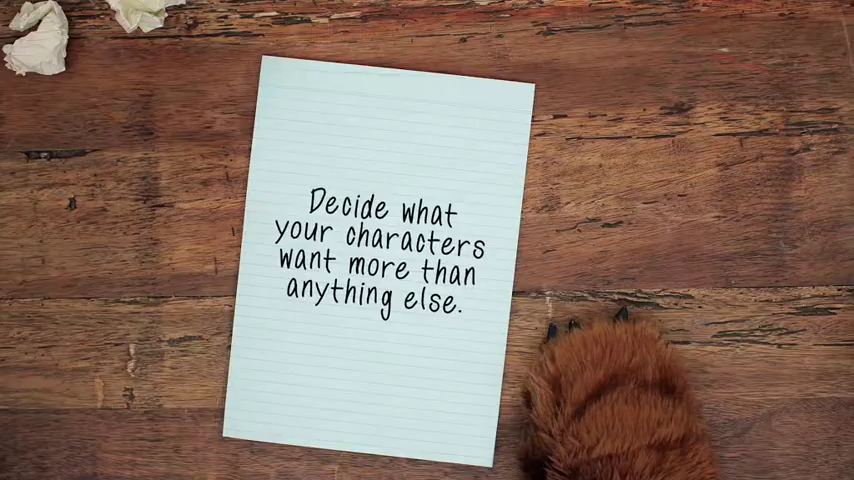 Decide what
your characters
want more than
anything else.